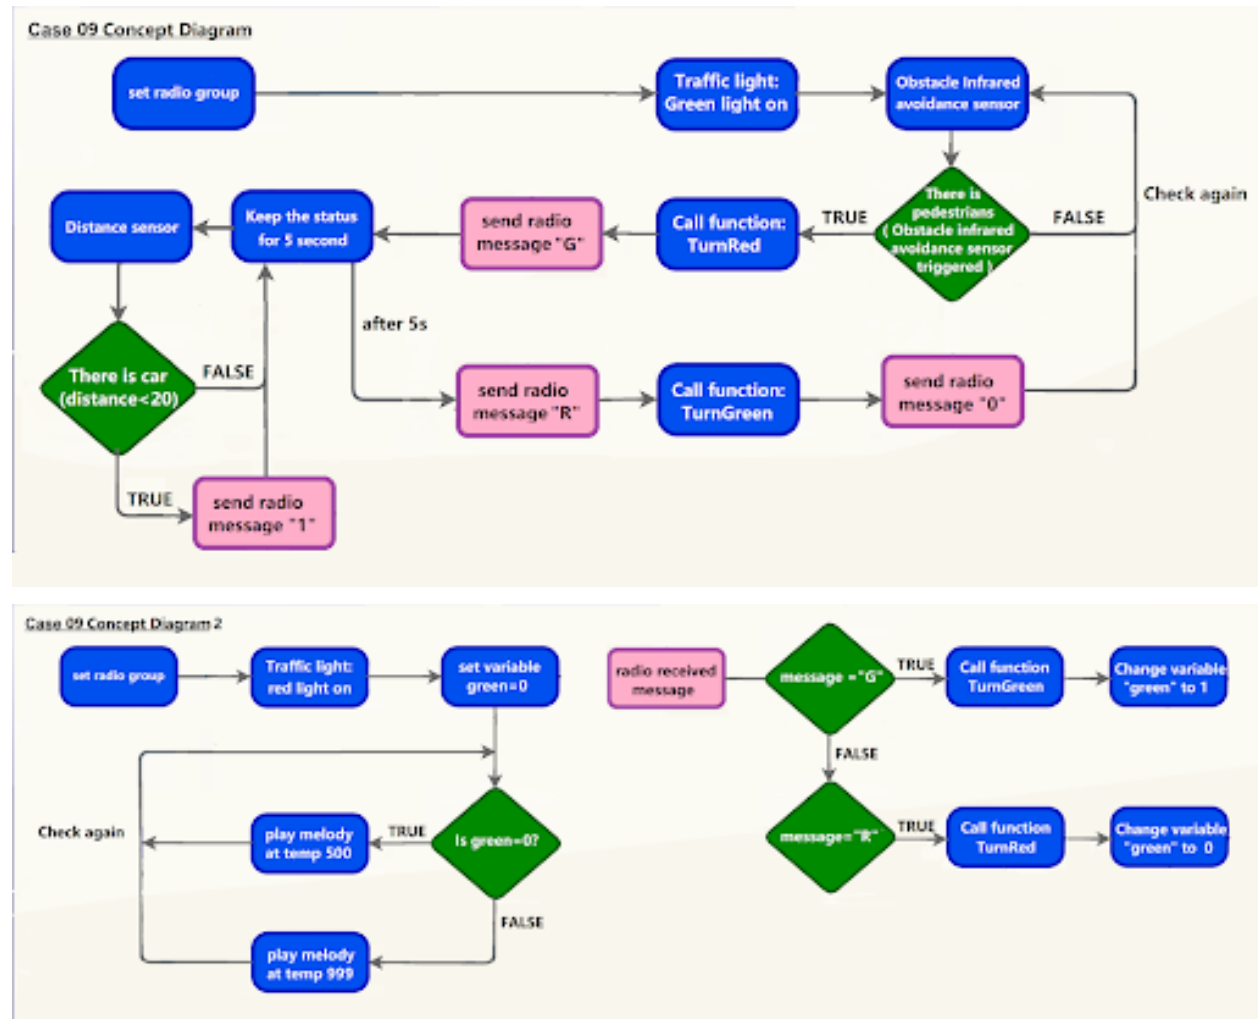 Case 09 Concept Diagram
set radio group
Traffic light:
Green light on
Obstacle Infrared
avoidance sensor
There is
pedestrians
( Obstacle infrared
avoidance sensor
triggered )
TRUE
FALSE
Check again
Call function:
TurnRed
send radio
message "G"
Keep the status
for 5 second
Distance sensor
after 5s
There is car
(distance<20)
FALSE
TRUE
send radio
message "1"
send radio
message "R"
Call function:
TurnGreen
send radio
message "0"
Case 09 Concept Diagram 2
set radio group
Traffic light:
red light on
set variable
green=0
Is green=0?
TRUE
play melody
at temp 500
Check again
FALSE
play melody
at temp 999
radio received
message
message ="G"
TRUE
Call function
TurnGreen
Change variable
"green" to 1
FALSE
message="R"
TRUE
Call function
TurnRed
Change variable
"green" to 0